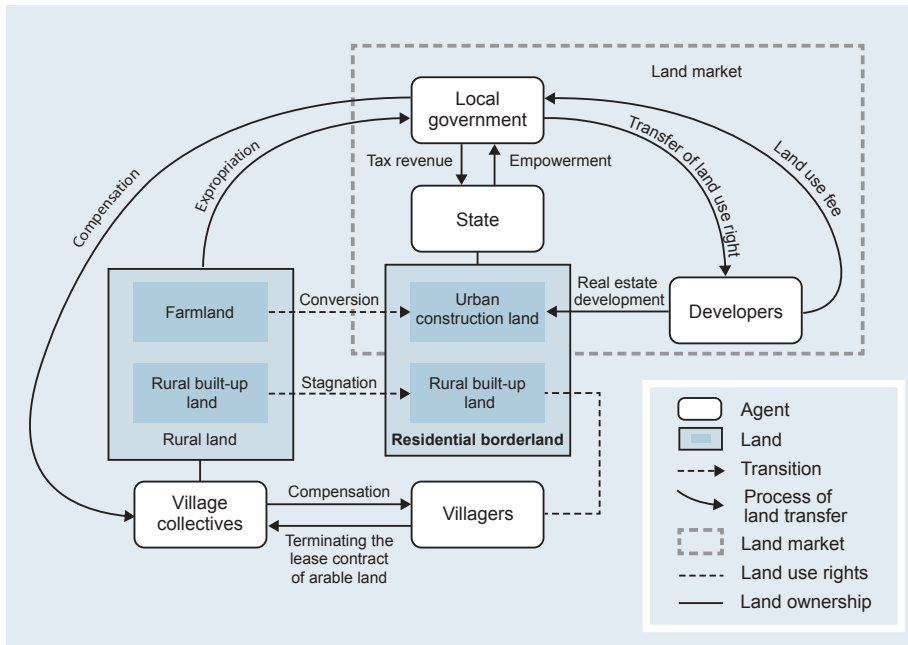 Land market
Local
government
Compensation
Expropriation
Tax revenue
Empowerment
Transfer of land use right
Land use fee
State
Farmland
Conversion
Urban
construction land
Real estate
development
Developers
Rural built-up
land
Stagnation
Rural built-up
land
Rural land
Residential borderland
Village
collectives
Compensation
Villagers
Terminating the
lease contract
of arable land
Agent
Land
Transition
Process of
land transfer
Land market
Land use rights
Land ownership